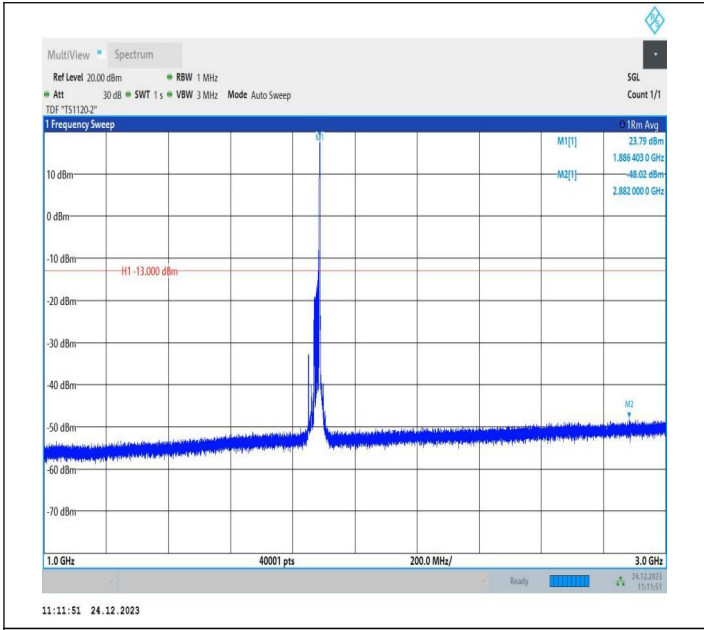 R S
MultiView Spectrum
Ref Level 20.00 dBm RBW 1 MHz SGL
Att 30 dB SWT 1 s VBW 3 MHz Mode Auto Sweep Count 1/1
TDF "TS1120-2"
1 Frequency Sweep 1Rm Avg
M1
M1[1] 23.79 dBm
1.886 403 0 GHz
10 dBm M2[1] -48.02 dBm
2.882 000 0 GHz
0 dBm
-10 dBm
H1 -13.000 dBm
-20 dBm
-30 dBm
-40 dBm
M2
-50 dBm
-60 dBm
-70 dBm
1.0 GHz 40001 pts 200.0 MHz/ 3.0 GHz
Ready 24.12.2023
11:11:51
11:11:51 24.12.2023